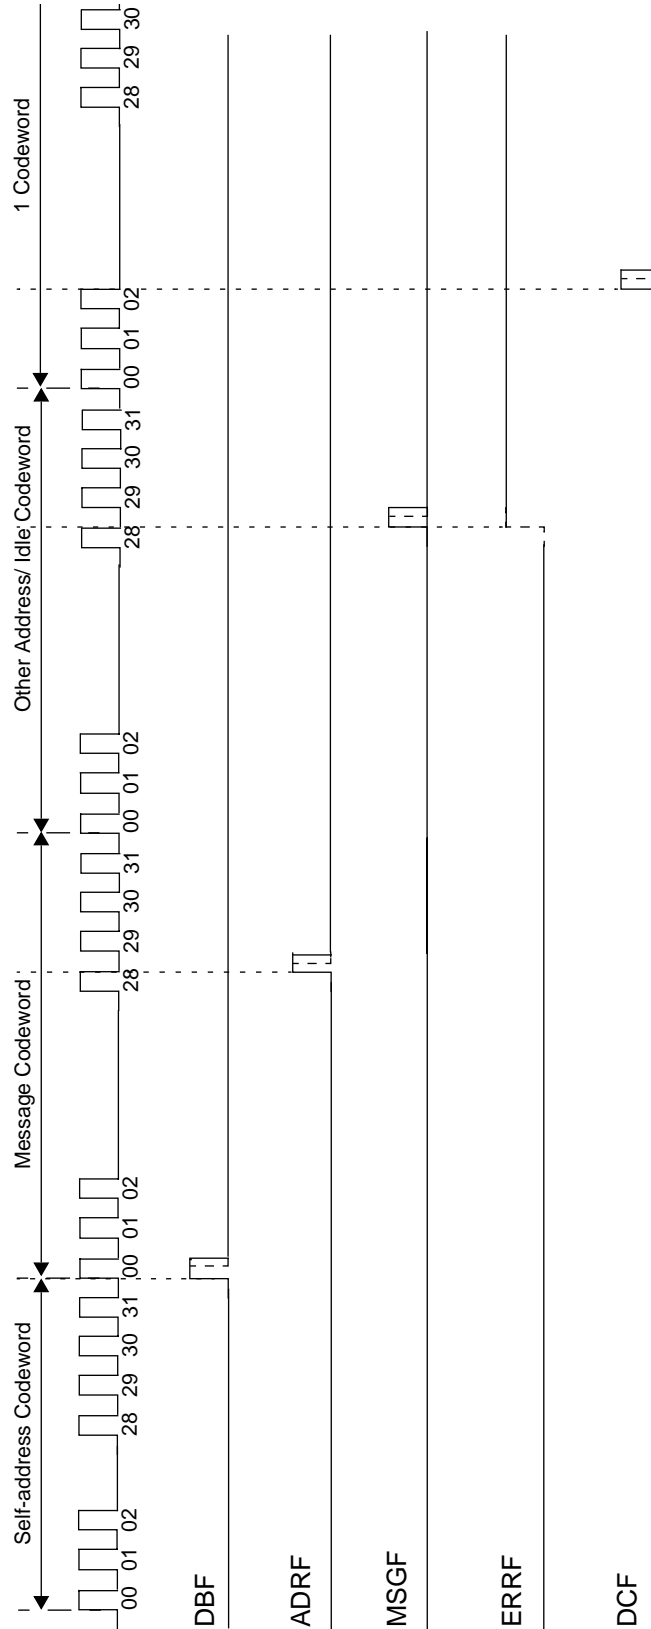 Self-address Codeword
Message Codeword
Other Address/ Idle Codeword
1 Codeword
00 01 02 28 29 30 31 00 01 02 28 29 30 31 00 01 02 28 29 30 31 00 01 02 28 29 30
DBF
ADRF
MSGF
ERRF
DCF